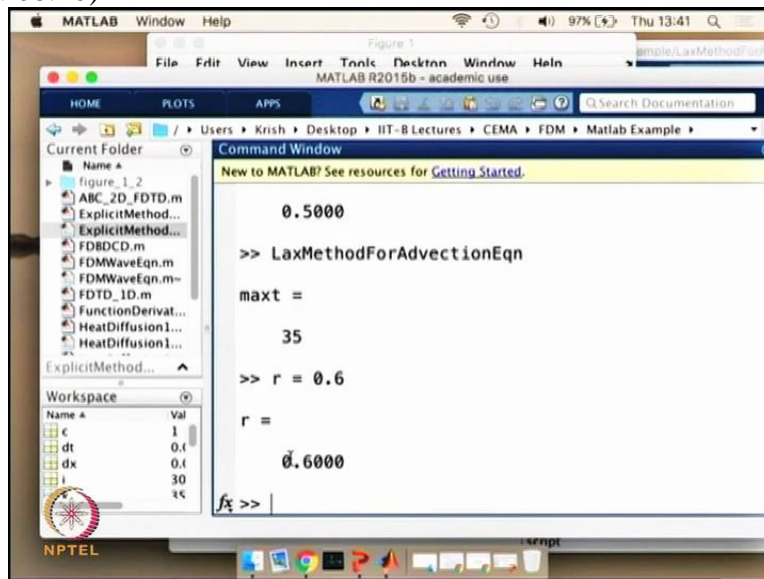 MATLAB Window Help 97% Thu 13:41
Figure 1
File Edit View Insert Tools Desktop Window Help
MATLAB R2015b - academic use
HOME PLOTS APPS Search Documentation
/ Users Krish Desktop IIT-B Lectures CEMA FDM Matlab Example
Current Folder
Command Window
Name
New to MATLAB? See resources for Getting Started.
figure_1_2
ABC_2D_FDTD.m
ExplicitMethod...
ExplicitMethod...
FDBDCD.m
FDMWaveEqn.m
FDMWaveEqn.m~
FDTD_1D.m
FunctionDerivat...
HeatDiffusion1...
HeatDiffusion1...
ExplicitMethod...
Workspace
Name Val
c 1
dt 0.(
dx 0.(
i 30
35
0.5000
>> LaxMethodForAdvectionEqn
maxt =
35
>> r = 0.6
r =
0.6000
fx >>
NPTEL